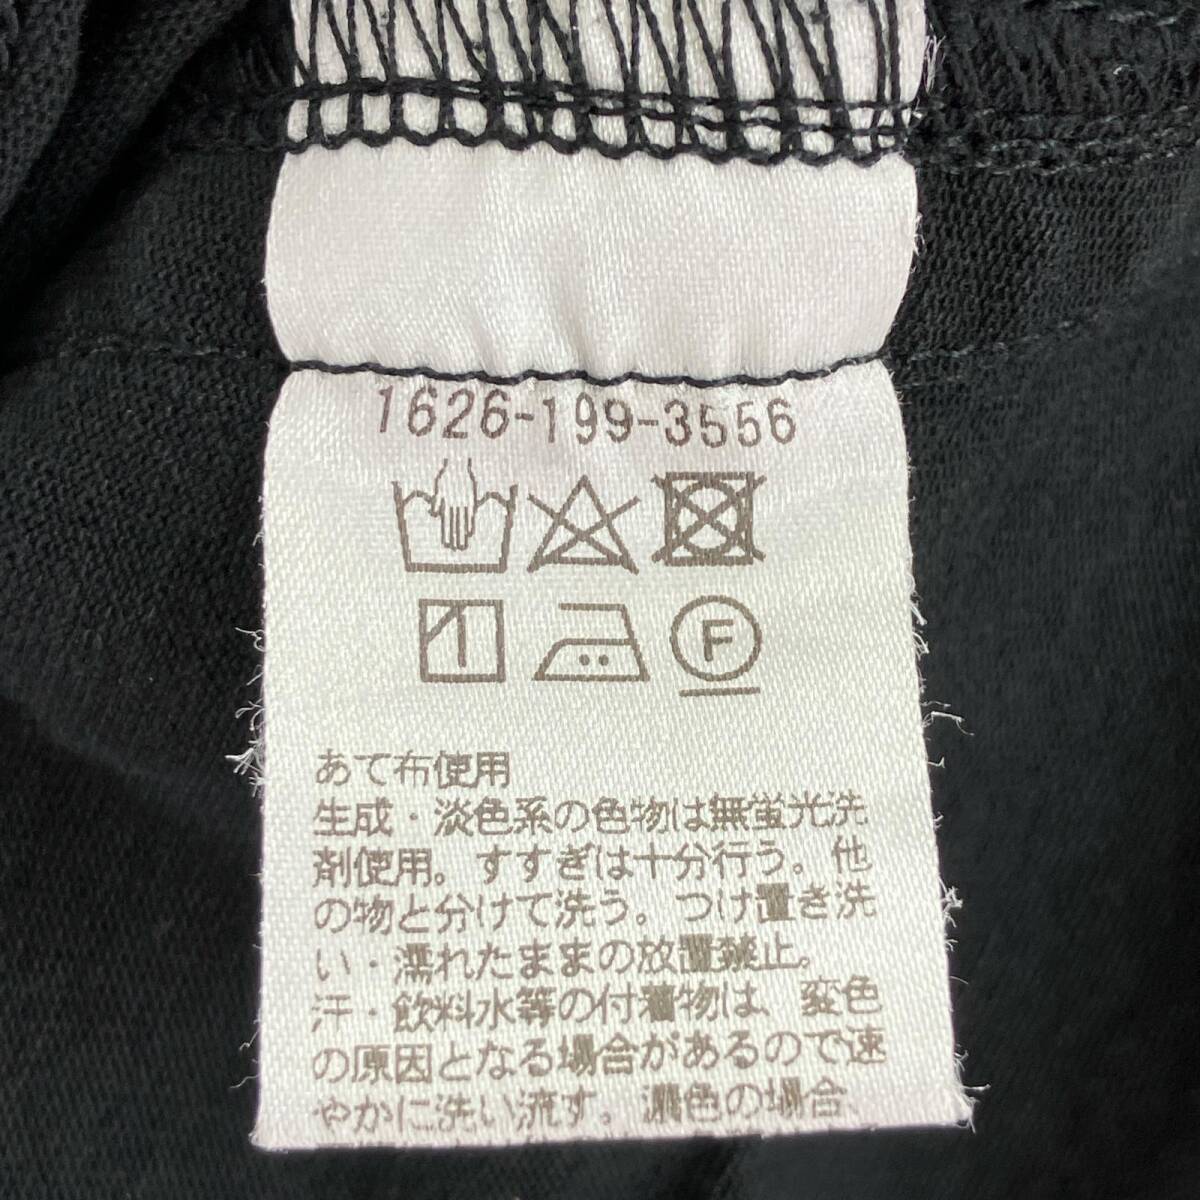 1626-199-3556
F
あて布使用
生成・淡色系の色物は無蛍光洗
剤使用。すすぎは十分行う。他
の物と分けて洗う。つけ置き洗
い・濡れたままの放置禁止。
汗・飲料水等の付着物は、変色
の原因となる場合があるので速
やかに洗い流す。濃色の場合、